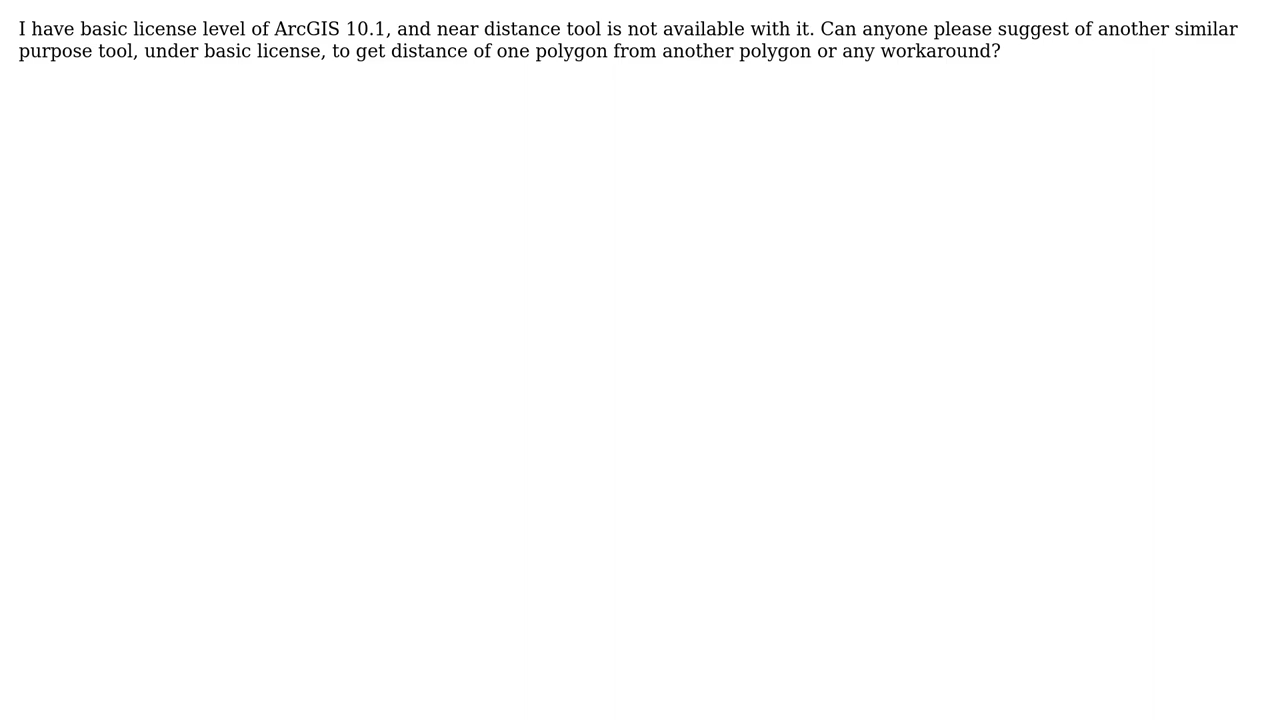 I have basic license level of ArcGIS 10.1, and near distance tool is not available with it. Can anyone please suggest of another similar
purpose tool, under basic license, to get distance of one polygon from another polygon or any workaround?